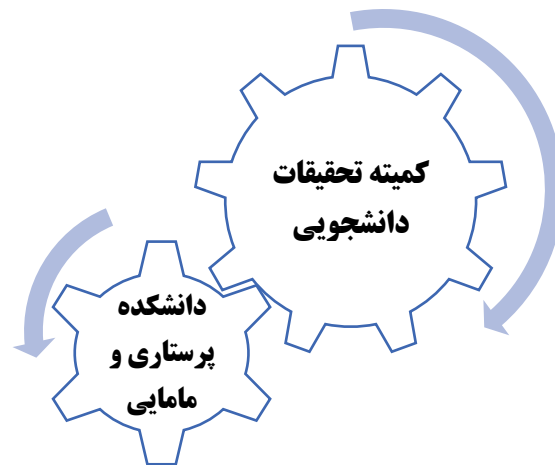 کمیته تحقیقات
دانشجویی
دانشکده
پرستاری و
مامایی